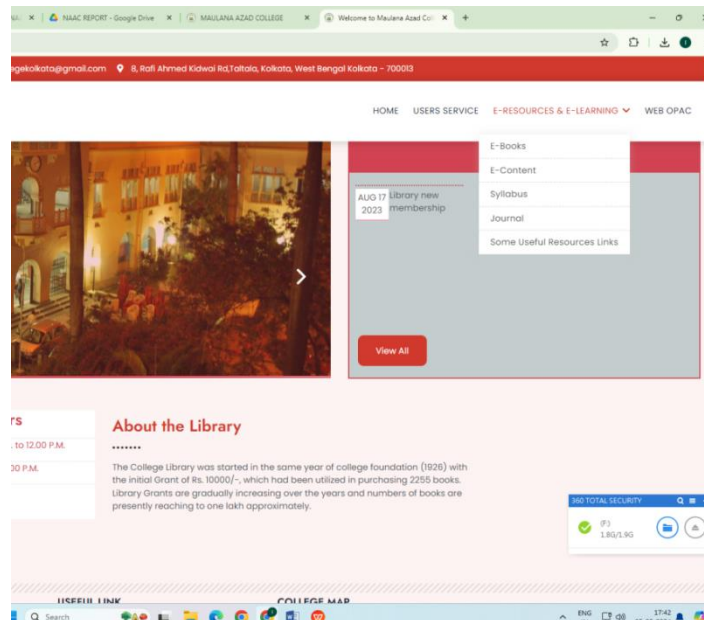 NAAC REPORT - Google Drive
MAULANA AZAD COLLEGE
Welcome to Maulana Azad Col
gekolkata@gmail.com 8, Rafi Ahmed Kidwai Rd,Taltala, Kolkata, West Bengal Kolkata – 700013
HOME USERS SERVICE E-RESOURCES & E-LEARNING WEB OPAC
E-Books
E-Content
Syllabus
Journal
Some Useful Resources Links
AUG 17
2023
Library new
membership
View All
to 12.00 P.M.
P.M.
About the Library
The College Library was started in the same year of college foundation (1926) with
the initial Grant of Rs. 10000/-, which had been utilized in purchasing 2255 books.
Library Grants are gradually increasing over the years and numbers of books are
presently reaching to one lakh approximately.
360 TOTAL SECURITY
(F:)
1.8G/1.9G
USEFUL LINK COLLEGE MAP
Search
ENG
17:42